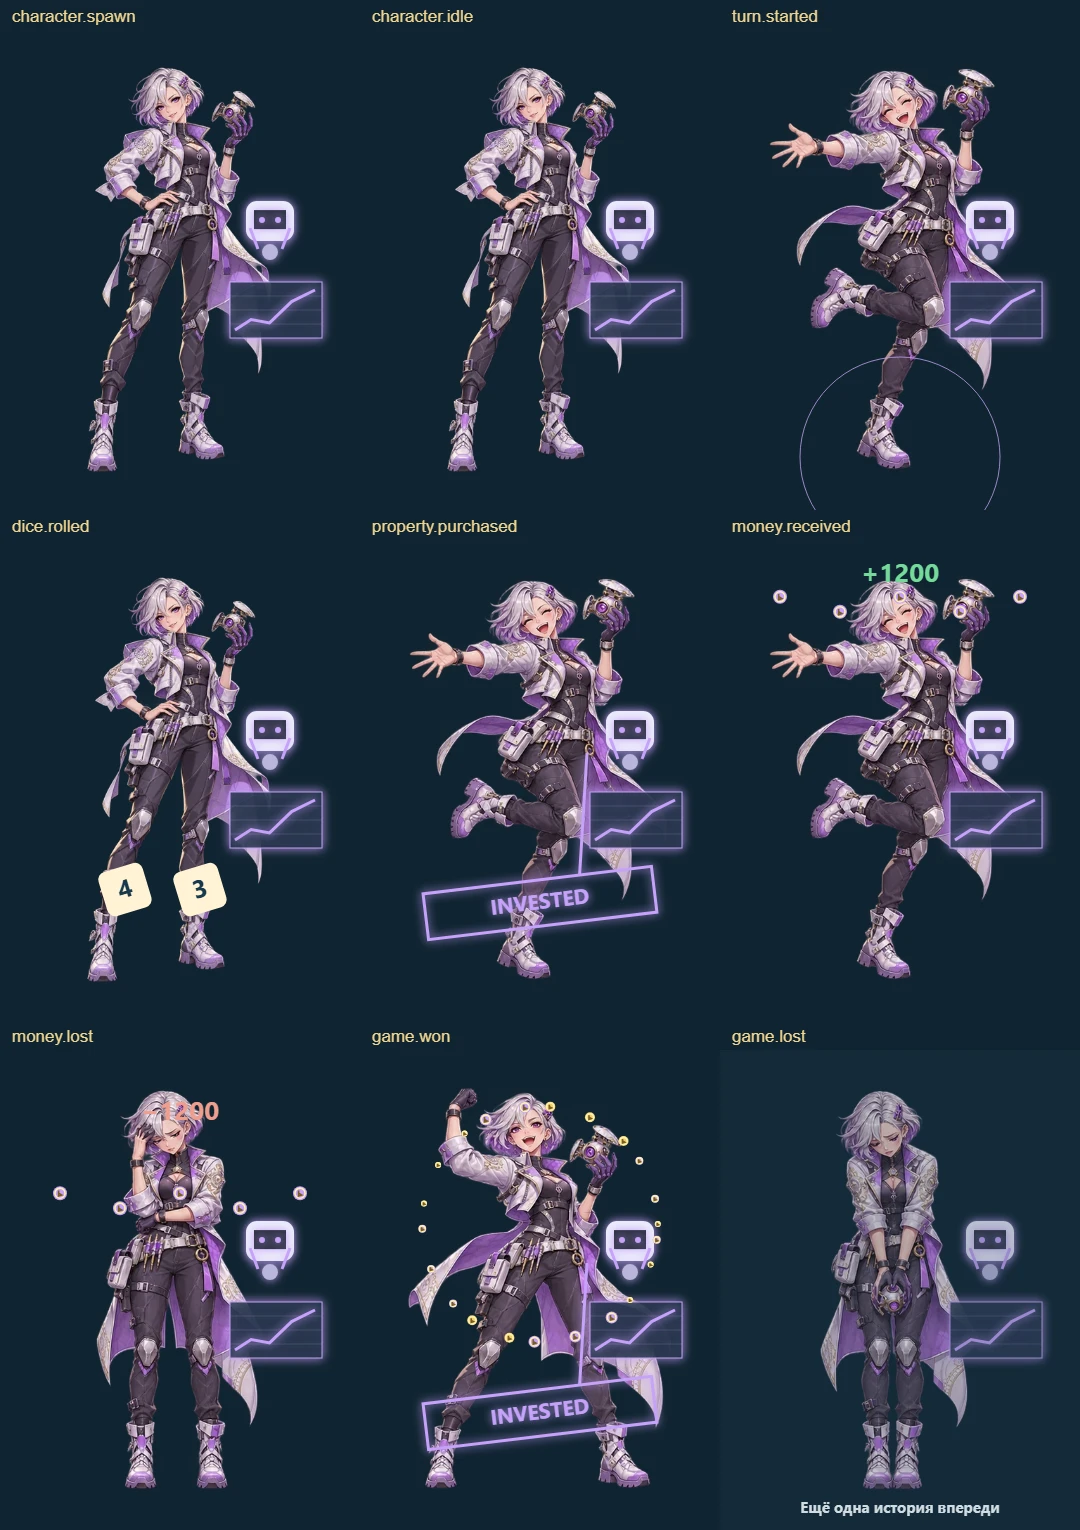 character.spawn
character.idle
turn.started
dice.rolled
property.purchased
money.received
+1200
4
3
INVESTED
money.lost
game.won
game.lost
-1200
INVESTED
Ещё одна история впереди